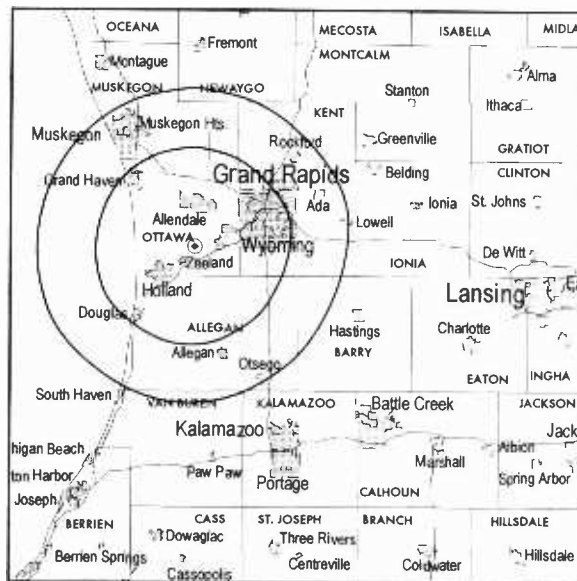 OCEANA
MECOSTA
ISABELLA
MIDLA
Fremont
MONTCALM
Montague
Alma
MUSKEGON
NEWAYGO
Stanton
Ithaca
KENT
Muskegon
Muskegon Hts.
Rockford
Greenville
GRATIOT
Belding
CLINTON
Grand Haven
Grand Rapids
Ada
Ionia
St. Johns
Allendale
Lowell
OTTAWA
Wyoming
De Witt
Zeeland
IONIA
Holland
Lansing
Ea
Douglas
ALLEGAN
Hastings
Charlotte
Allegan
Otsego
BARRY
EATON
INGHA
South Haven
VAN BUREN
KALAMAZOO
Battle Creek
JACKSON
Kalamazoo
Jack
higan Beach
Albion
Paw Paw
Marshall
ton Harbor
Portage
Spring Arbor
Joseph
CALHOUN
BERRIEN
CASS
ST. JOSEPH
BRANCH
HILLSDALE
Dowagiac
Three Rivers
Berrien Springs
Centreville
Coldwater
Hillsdale
Cassopolis